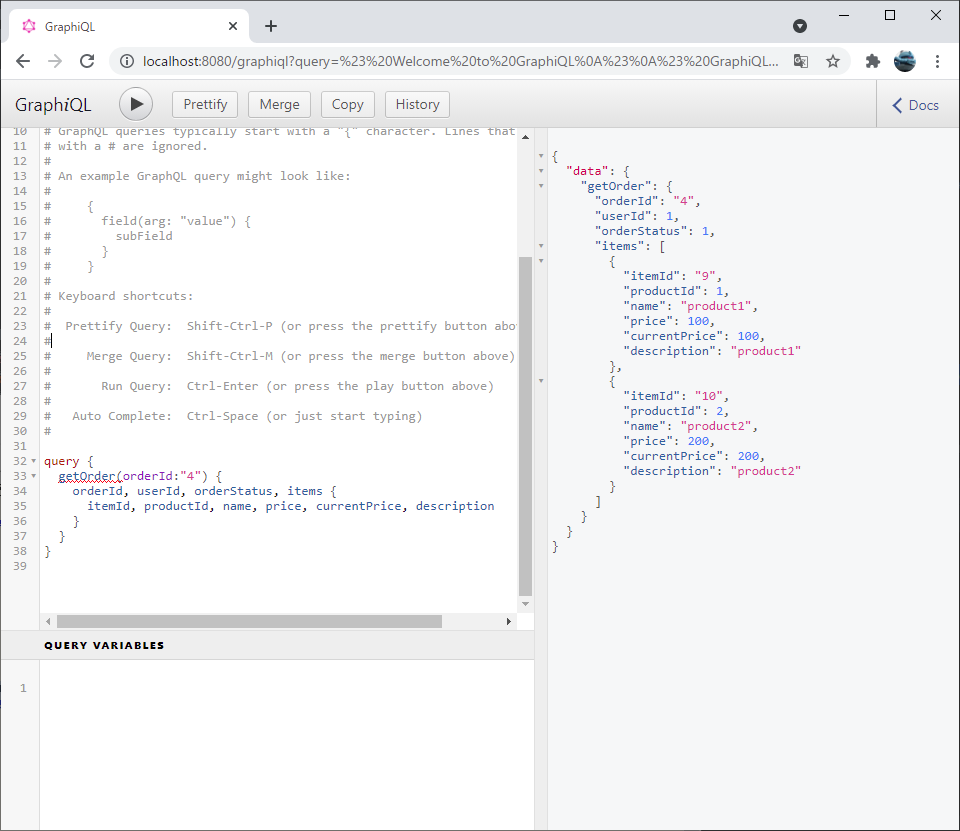 GraphiQL
localhost:8080/graphiql?query=%23%20Welcome%20to%20GraphiQL%0A%23%0A%23%20GraphiQL...
GraphiQL
Prettify
Merge
Copy
History
Docs
10 # GraphQL queries typically start with a "{" character. Lines that
11 # with a # are ignored.
12 #
13 # An example GraphQL query might look like:
14 #
15 #     {
16 #       field(arg: "value") {
17 #         subField
18 #       }
19 #     }
20 #
21 # Keyboard shortcuts:
22 #
23 #  Prettify Query:  Shift-Ctrl-P (or press the prettify button abo
24 #
25 #     Merge Query:  Shift-Ctrl-M (or press the merge button above)
26 #
27 #       Run Query:  Ctrl-Enter (or press the play button above)
28 #
29 #   Auto Complete:  Ctrl-Space (or just start typing)
30 #
31
32 query {
33   getOrder(orderId:"4") {
34     orderId, userId, orderStatus, items {
35       itemId, productId, name, price, currentPrice, description
36     }
37   }
38 }
39
QUERY VARIABLES
1
{
  "data": {
    "getOrder": {
      "orderId": "4",
      "userId": 1,
      "orderStatus": 1,
      "items": [
        {
          "itemId": "9",
          "productId": 1,
          "name": "product1",
          "price": 100,
          "currentPrice": 100,
          "description": "product1"
        },
        {
          "itemId": "10",
          "productId": 2,
          "name": "product2",
          "price": 200,
          "currentPrice": 200,
          "description": "product2"
        }
      ]
    }
  }
}